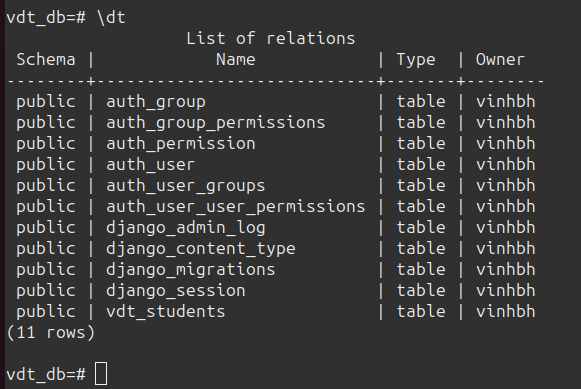 vdt_db=# \dt
                   List of relations
 Schema |            Name            | Type  | Owner
--------+----------------------------+-------+--------
 public | auth_group                 | table | vinhbh
 public | auth_group_permissions     | table | vinhbh
 public | auth_permission            | table | vinhbh
 public | auth_user                  | table | vinhbh
 public | auth_user_groups           | table | vinhbh
 public | auth_user_user_permissions | table | vinhbh
 public | django_admin_log           | table | vinhbh
 public | django_content_type        | table | vinhbh
 public | django_migrations          | table | vinhbh
 public | django_session             | table | vinhbh
 public | vdt_students               | table | vinhbh
(11 rows)

vdt_db=#